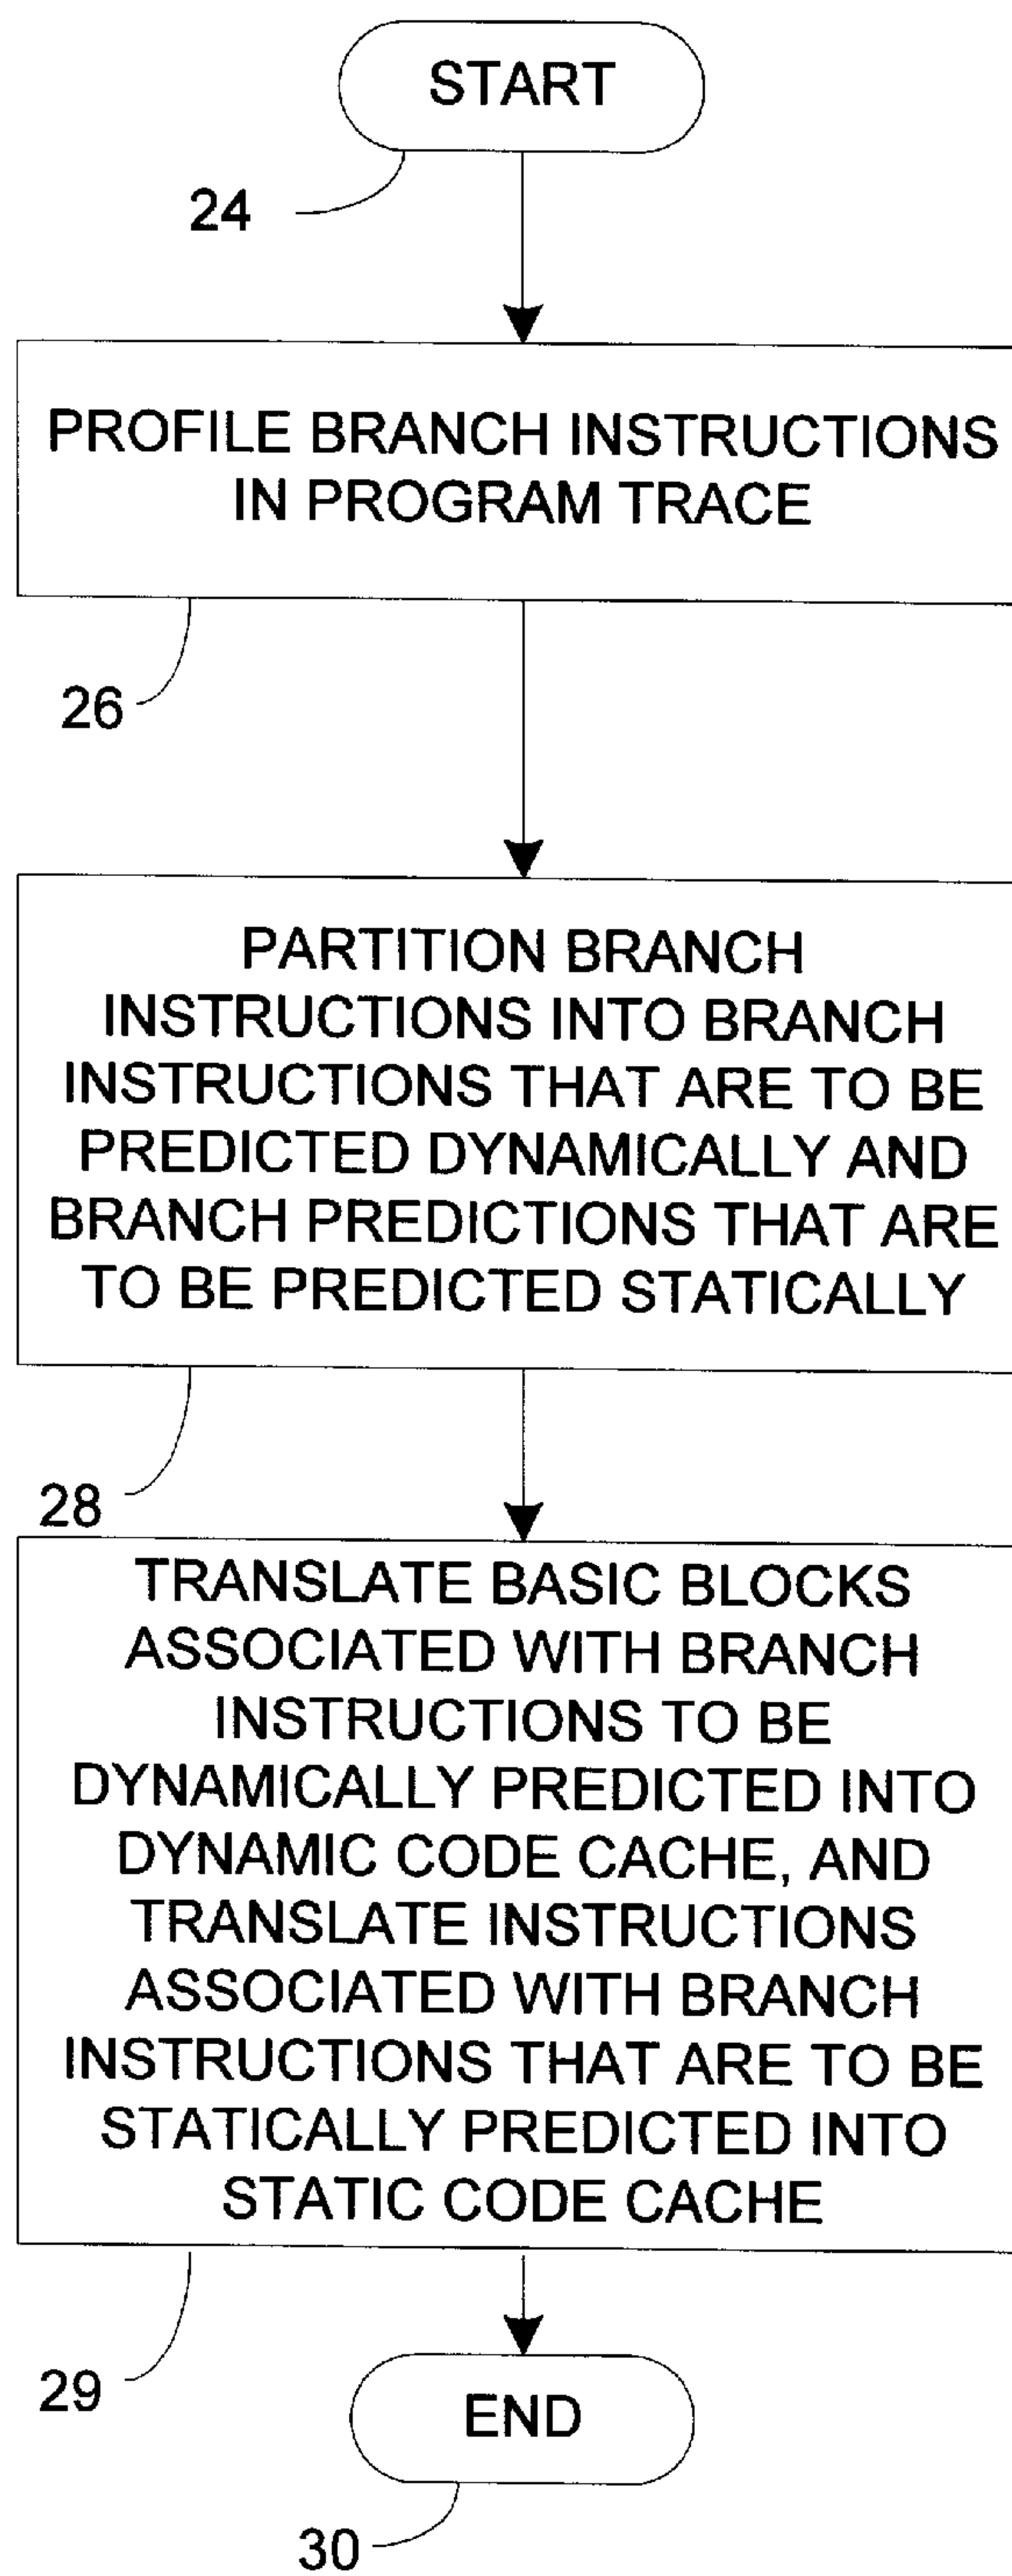 START
24
PROFILE BRANCH INSTRUCTIONS
IN PROGRAM TRACE
26
PARTITION BRANCH
INSTRUCTIONS INTO BRANCH
INSTRUCTIONS THAT ARE TO BE
PREDICTED DYNAMICALLY AND
BRANCH PREDICTIONS THAT ARE
TO BE PREDICTED STATICALLY
28
TRANSLATE BASIC BLOCKS
ASSOCIATED WITH BRANCH
INSTRUCTIONS TO BE
DYNAMICALLY PREDICTED INTO
DYNAMIC CODE CACHE, AND
TRANSLATE INSTRUCTIONS
ASSOCIATED WITH BRANCH
INSTRUCTIONS THAT ARE TO BE
STATICALLY PREDICTED INTO
STATIC CODE CACHE
29
END
30